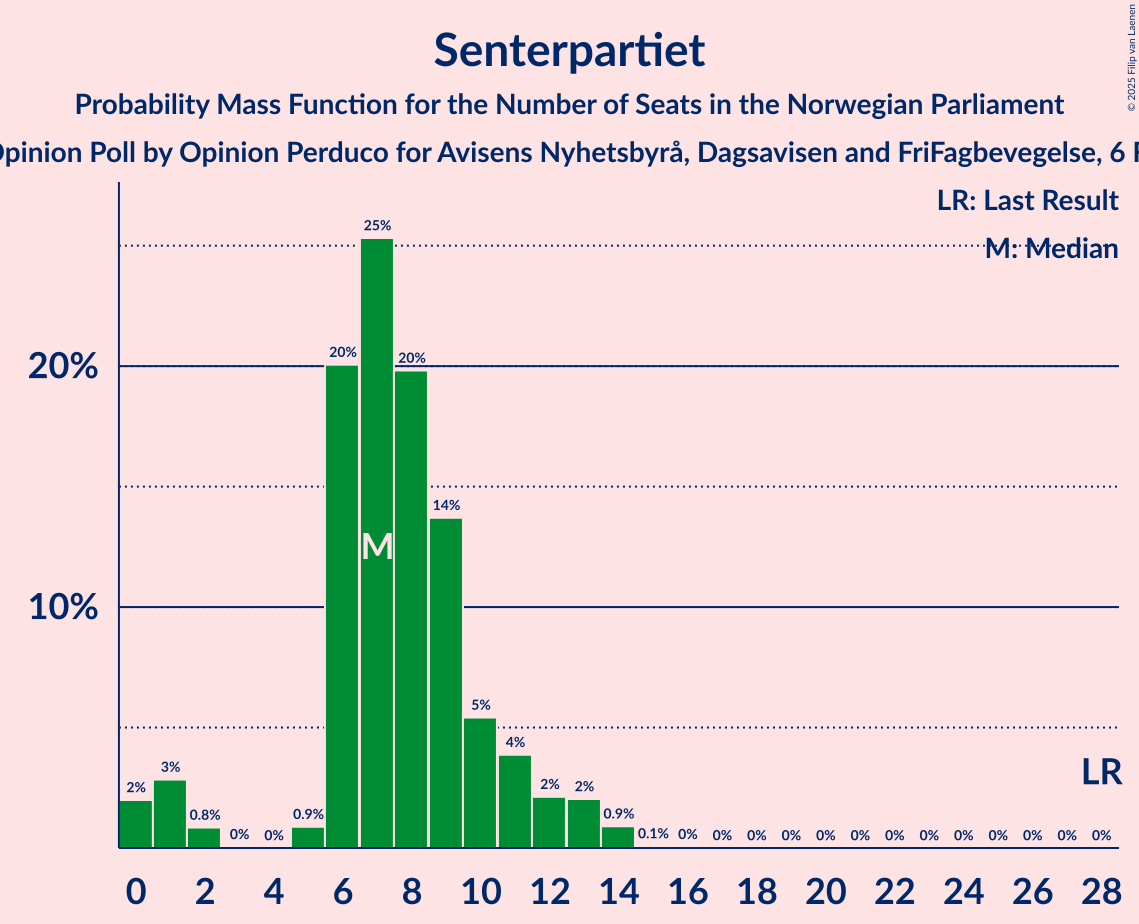 Senterpartiet
Probability Mass Function for the Number of Seats in the Norwegian Parliament
Opinion Poll by Opinion Perduco for Avisens Nyhetsbyrå, Dagsavisen and FriFagbevegelse, 6
© 2025 Filip van Laenen
LR: Last Result
M: Median
20%
10%
2% 3% 0.8% 0% 0% 0.9% 20% 25% 20% 14% 5% 4% 2% 2% 0.9% 0.1% 0% 0% 0% 0% 0% 0% 0% 0% 0% 0% 0% 0% 0%
M
LR
0 2 4 6 8 10 12 14 16 18 20 22 24 26 28